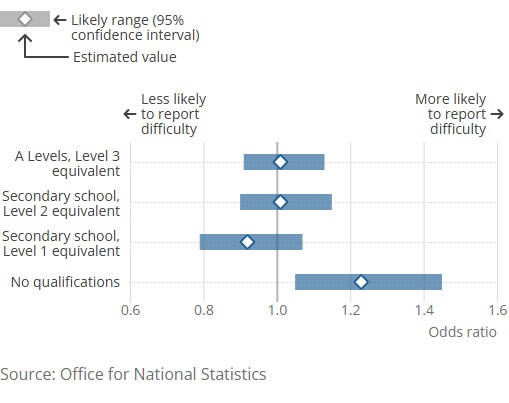 Likely range (95%
confidence interval)
Estimated value
Less likely
to report
difficulty
More likely
to report
difficulty
A Levels, Level 3
equivalent
Secondary school,
Level 2 equivalent
Secondary school,
Level 1 equivalent
No qualifications
0.6 0.8 1.0 1.2 1.4 1.6
Odds ratio
Source: Office for National Statistics